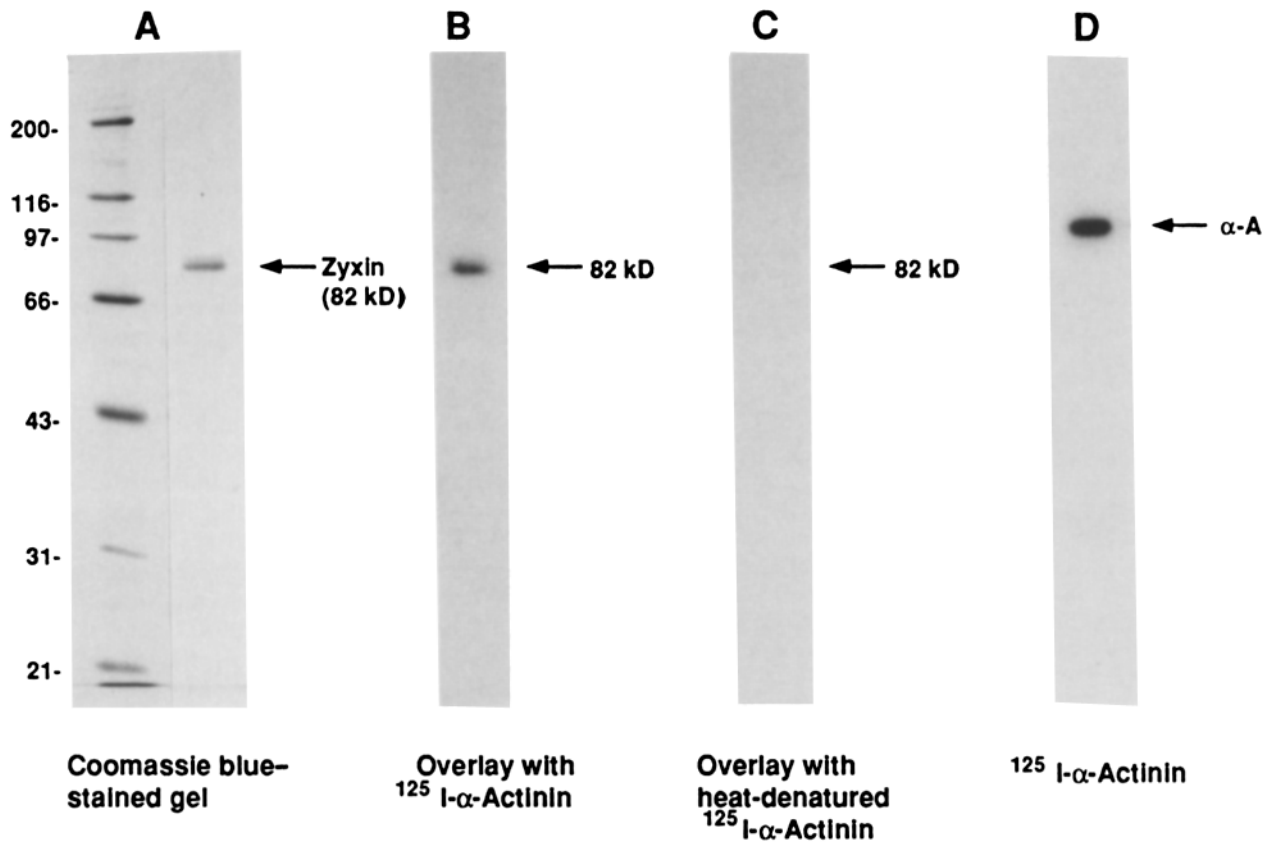 A
B
C
D
200-
116-
97-
66-
43-
31-
21-
Zyxin
(82 kD)
82 kD
82 kD
α-A
Coomassie blue–
stained gel
Overlay with
¹²⁵ I-α-Actinin
Overlay with
heat-denatured
¹²⁵ I-α-Actinin
¹²⁵ I-α-Actinin